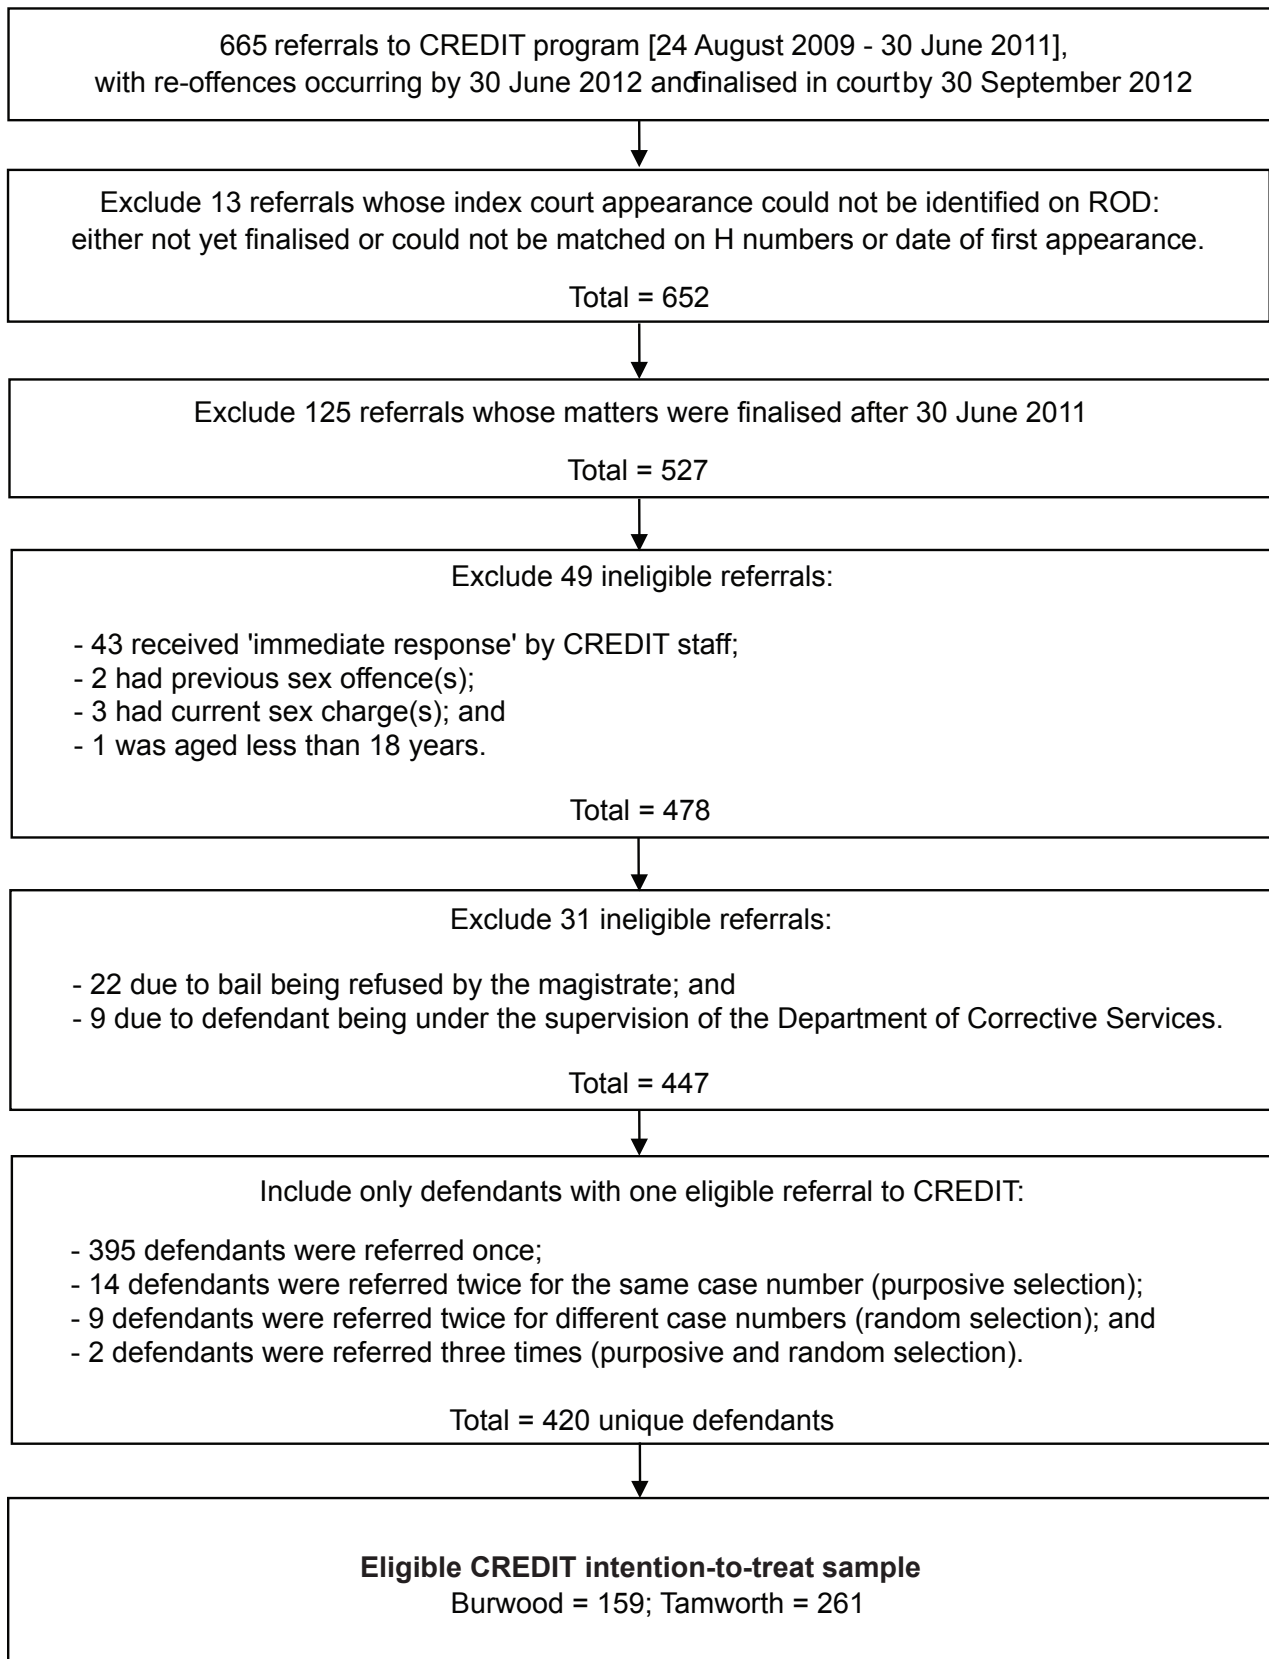 665 referrals to CREDIT program [24 August 2009 - 30 June 2011],
with re-offences occurring by 30 June 2012 and finalised in court by 30 September 2012
Exclude 13 referrals whose index court appearance could not be identified on ROD:
either not yet finalised or could not be matched on H numbers or date of first appearance.
Total = 652
Exclude 125 referrals whose matters were finalised after 30 June 2011
Total = 527
Exclude 49 ineligible referrals:
- 43 received 'immediate response' by CREDIT staff;
- 2 had previous sex offence(s);
- 3 had current sex charge(s); and
- 1 was aged less than 18 years.
Total = 478
Exclude 31 ineligible referrals:
- 22 due to bail being refused by the magistrate; and
- 9 due to defendant being under the supervision of the Department of Corrective Services.
Total = 447
Include only defendants with one eligible referral to CREDIT:
- 395 defendants were referred once;
- 14 defendants were referred twice for the same case number (purposive selection);
- 9 defendants were referred twice for different case numbers (random selection); and
- 2 defendants were referred three times (purposive and random selection).
Total = 420 unique defendants
Eligible CREDIT intention-to-treat sample
Burwood = 159; Tamworth = 261